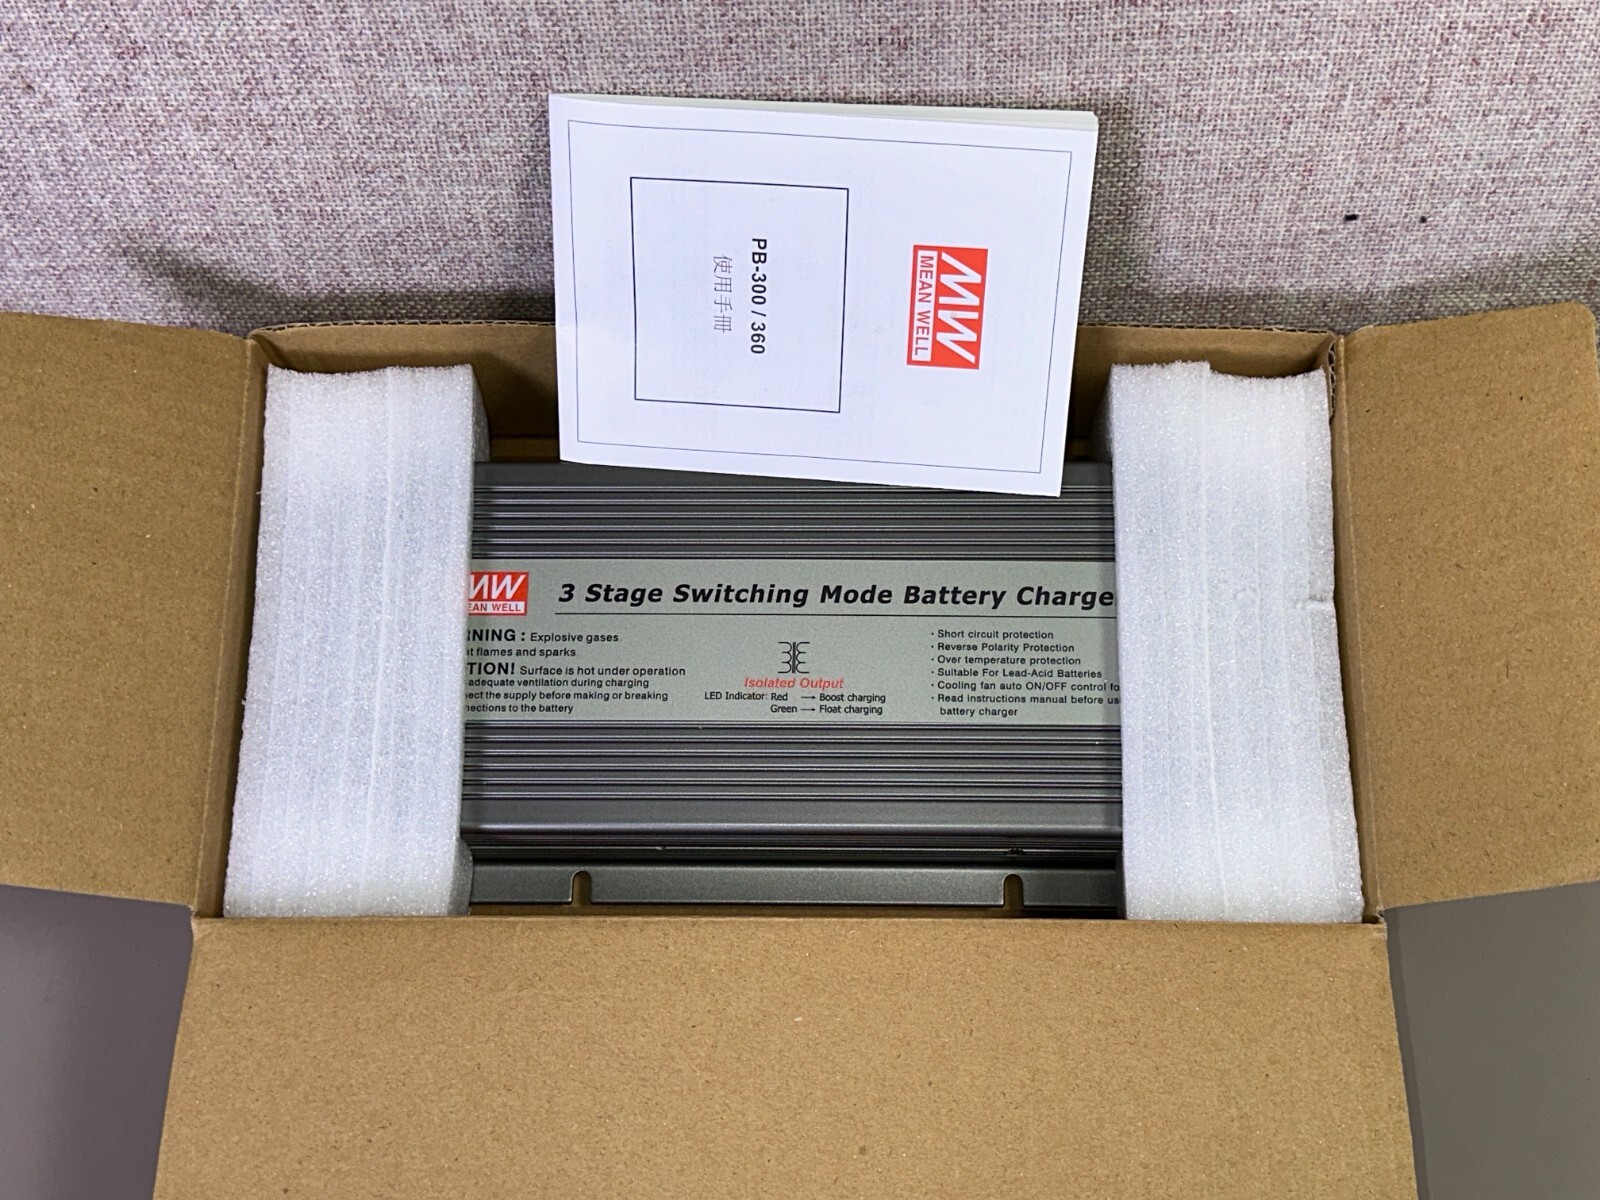 MEAN WELL
PB-300 / 360
使用手冊
MW
EAN WELL
3 Stage Switching Mode Battery Charge
RNING : Explosive gases
nt flames and sparks
TION! Surface is hot under operation
adequate ventilation during charging
nect the supply before making or breaking
nections to the battery
Isolated Output
LED Indicator: Red → Boost charging
Green → Float charging
· Short circuit protection
· Reverse Polarity Protection
· Over temperature protection
· Suitable For Lead-Acid Batteries
· Cooling fan auto ON/OFF control fo
· Read instructions manual before us
battery charger